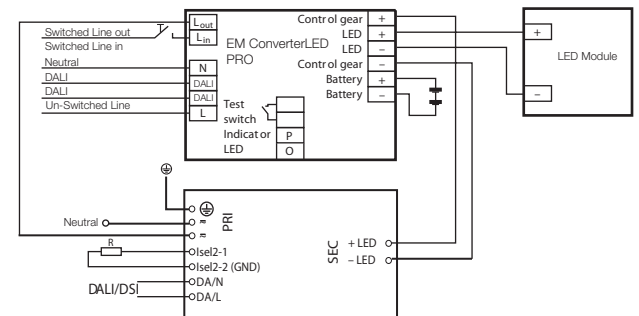 Switched Line out
Switched Line in
Neutral
DALI
DALI
Un-Switched Line
Lout
Lin
N
DALI
DALI
L
EM ConverterLED
PRO
Test
switch
Indicator
LED
P
O
Control gear +
LED +
LED –
Control gear –
Battery +
Battery –
+
–
LED Module
Neutral
R
≂
≂
PRI
Isel2-1
Isel2-2 (GND)
DALI/DSI
DA/N
DA/L
SEC
+ LED
– LED